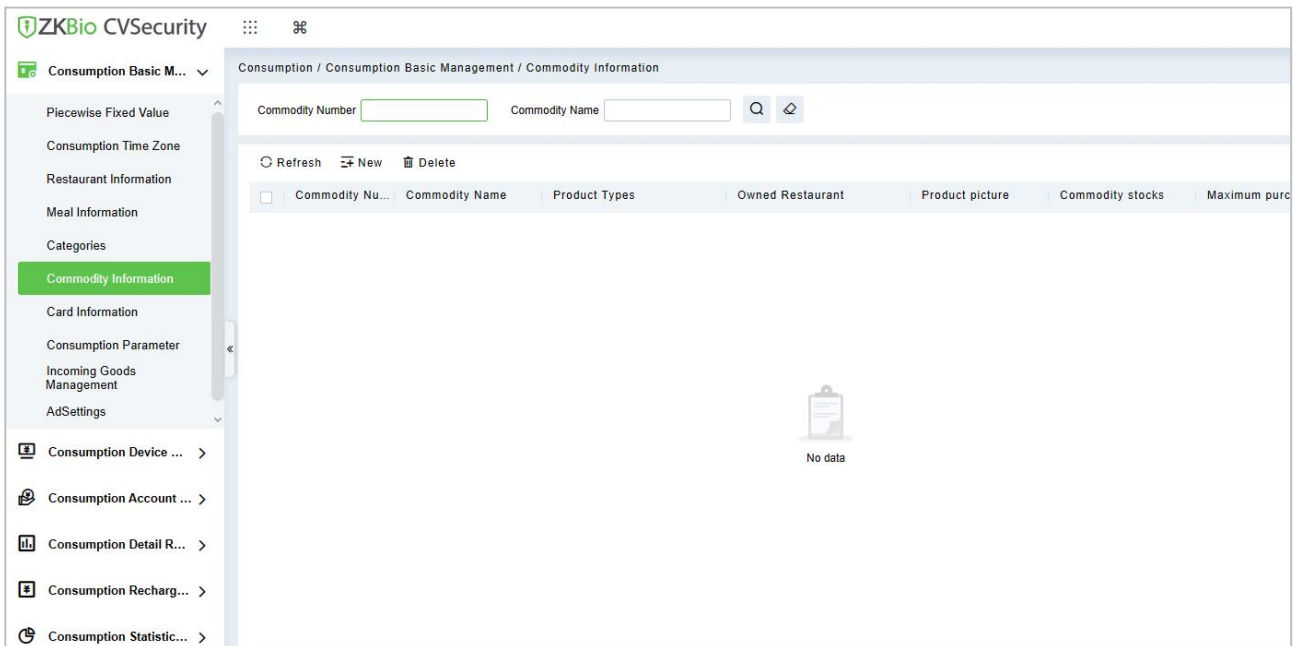 ZKBio CVSecurity
Consumption Basic M...
Piecewise Fixed Value
Consumption Time Zone
Restaurant Information
Meal Information
Categories
Commodity Information
Card Information
Consumption Parameter
Incoming Goods
Management
AdSettings
Consumption Device ...
Consumption Account ...
Consumption Detail R...
Consumption Recharg...
Consumption Statistic...
Consumption / Consumption Basic Management / Commodity Information
Commodity Number Commodity Name
Refresh New Delete
Commodity Nu... Commodity Name Product Types Owned Restaurant Product picture Commodity stocks Maximum purc
No data